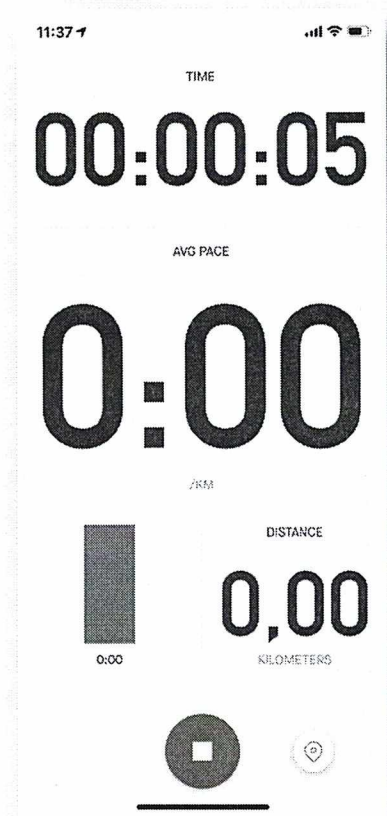 11:37
TIME
00:00:05
AVG PACE
0:00
/KM
DISTANCE
0,00
0:00
KILOMETERS